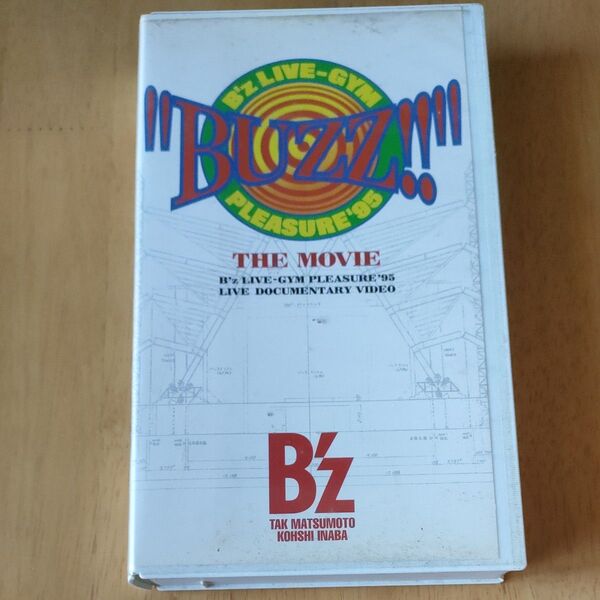 B'z LIVE-GYM
"BUZZ!!"
PLEASURE'95
THE MOVIE
B'z LIVE-GYM PLEASURE'95
LIVE DOCUMENTARY VIDEO
B'z
TAK MATSUMOTO
KOHSHI INABA